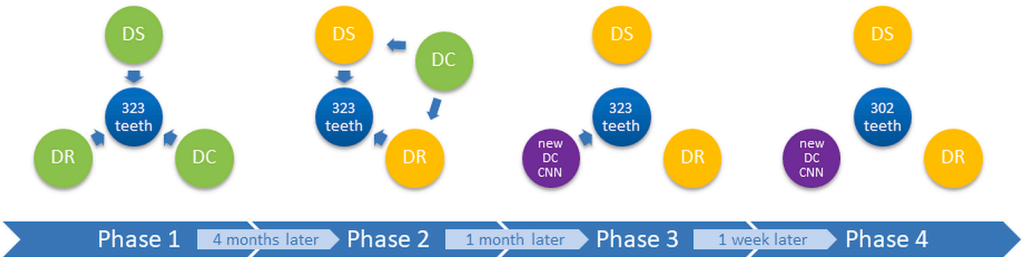 DS
323
teeth
DR
DC
DS
DC
323
teeth
DR
DS
323
teeth
new
DC
CNN
DR
DS
302
teeth
new
DC
CNN
DR
Phase 1
4 months later
Phase 2
1 month later
Phase 3
1 week later
Phase 4